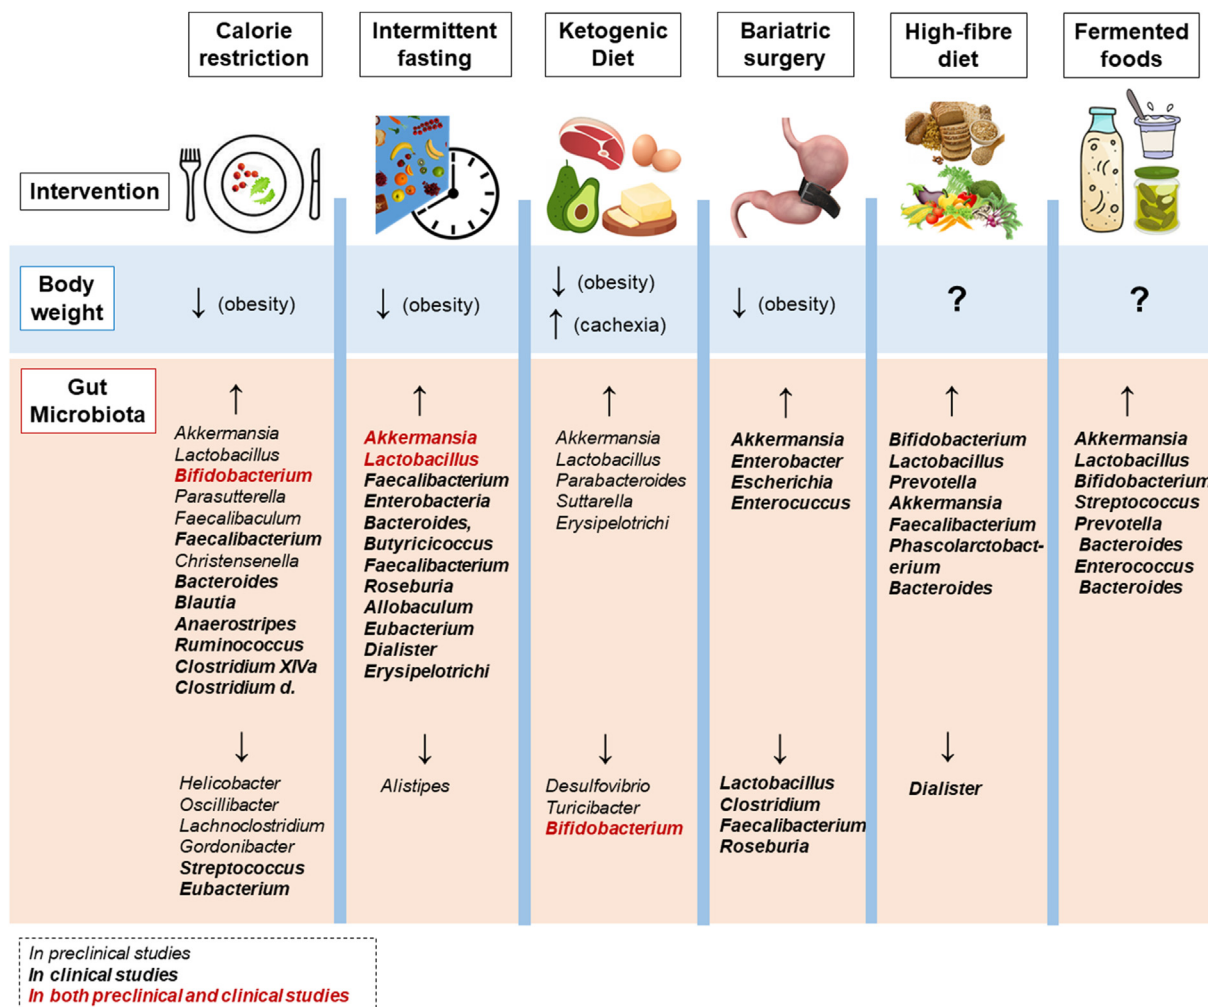 Calorie
restriction
Intermittent
fasting
Ketogenic
Diet
Bariatric
surgery
High-fibre
diet
Fermented
foods
Intervention
Body
weight
↓ (obesity)
↓ (obesity)
↓ (obesity)
↑ (cachexia)
↓ (obesity)
?
?
Gut
Microbiota
↑
Akkermansia
Lactobacillus
Bifidobacterium
Parasutterella
Faecalibaculum
Faecalibacterium
Christensenella
Bacteroides
Blautia
Anaerostripes
Ruminococcus
Clostridium XIVa
Clostridium d.
↓
Helicobacter
Oscillibacter
Lachnoclostridium
Gordonibacter
Streptococcus
Eubacterium
↑
Akkermansia
Lactobacillus
Faecalibacterium
Enterobacteria
Bacteroides,
Butyricicoccus
Faecalibacterium
Roseburia
Allobaculum
Eubacterium
Dialister
Erysipelotrichi
↓
Alistipes
↑
Akkermansia
Lactobacillus
Parabacteroides
Suttarella
Erysipelotrichi
↓
Desulfovibrio
Turicibacter
Bifidobacterium
↑
Akkermansia
Enterobacter
Escherichia
Enterucuccus
↓
Lactobacillus
Clostridium
Faecalibacterium
Roseburia
↑
Bifidobacterium
Lactobacillus
Prevotella
Akkermansia
Faecalibacterium
Phascolarctobact-
erium
Bacteroides
↓
Dialister
↑
Akkermansia
Lactobacillus
Bifidobacterium
Streptococcus
Prevotella
Bacteroides
Enterococcus
Bacteroides
In preclinical studies
In clinical studies
In both preclinical and clinical studies